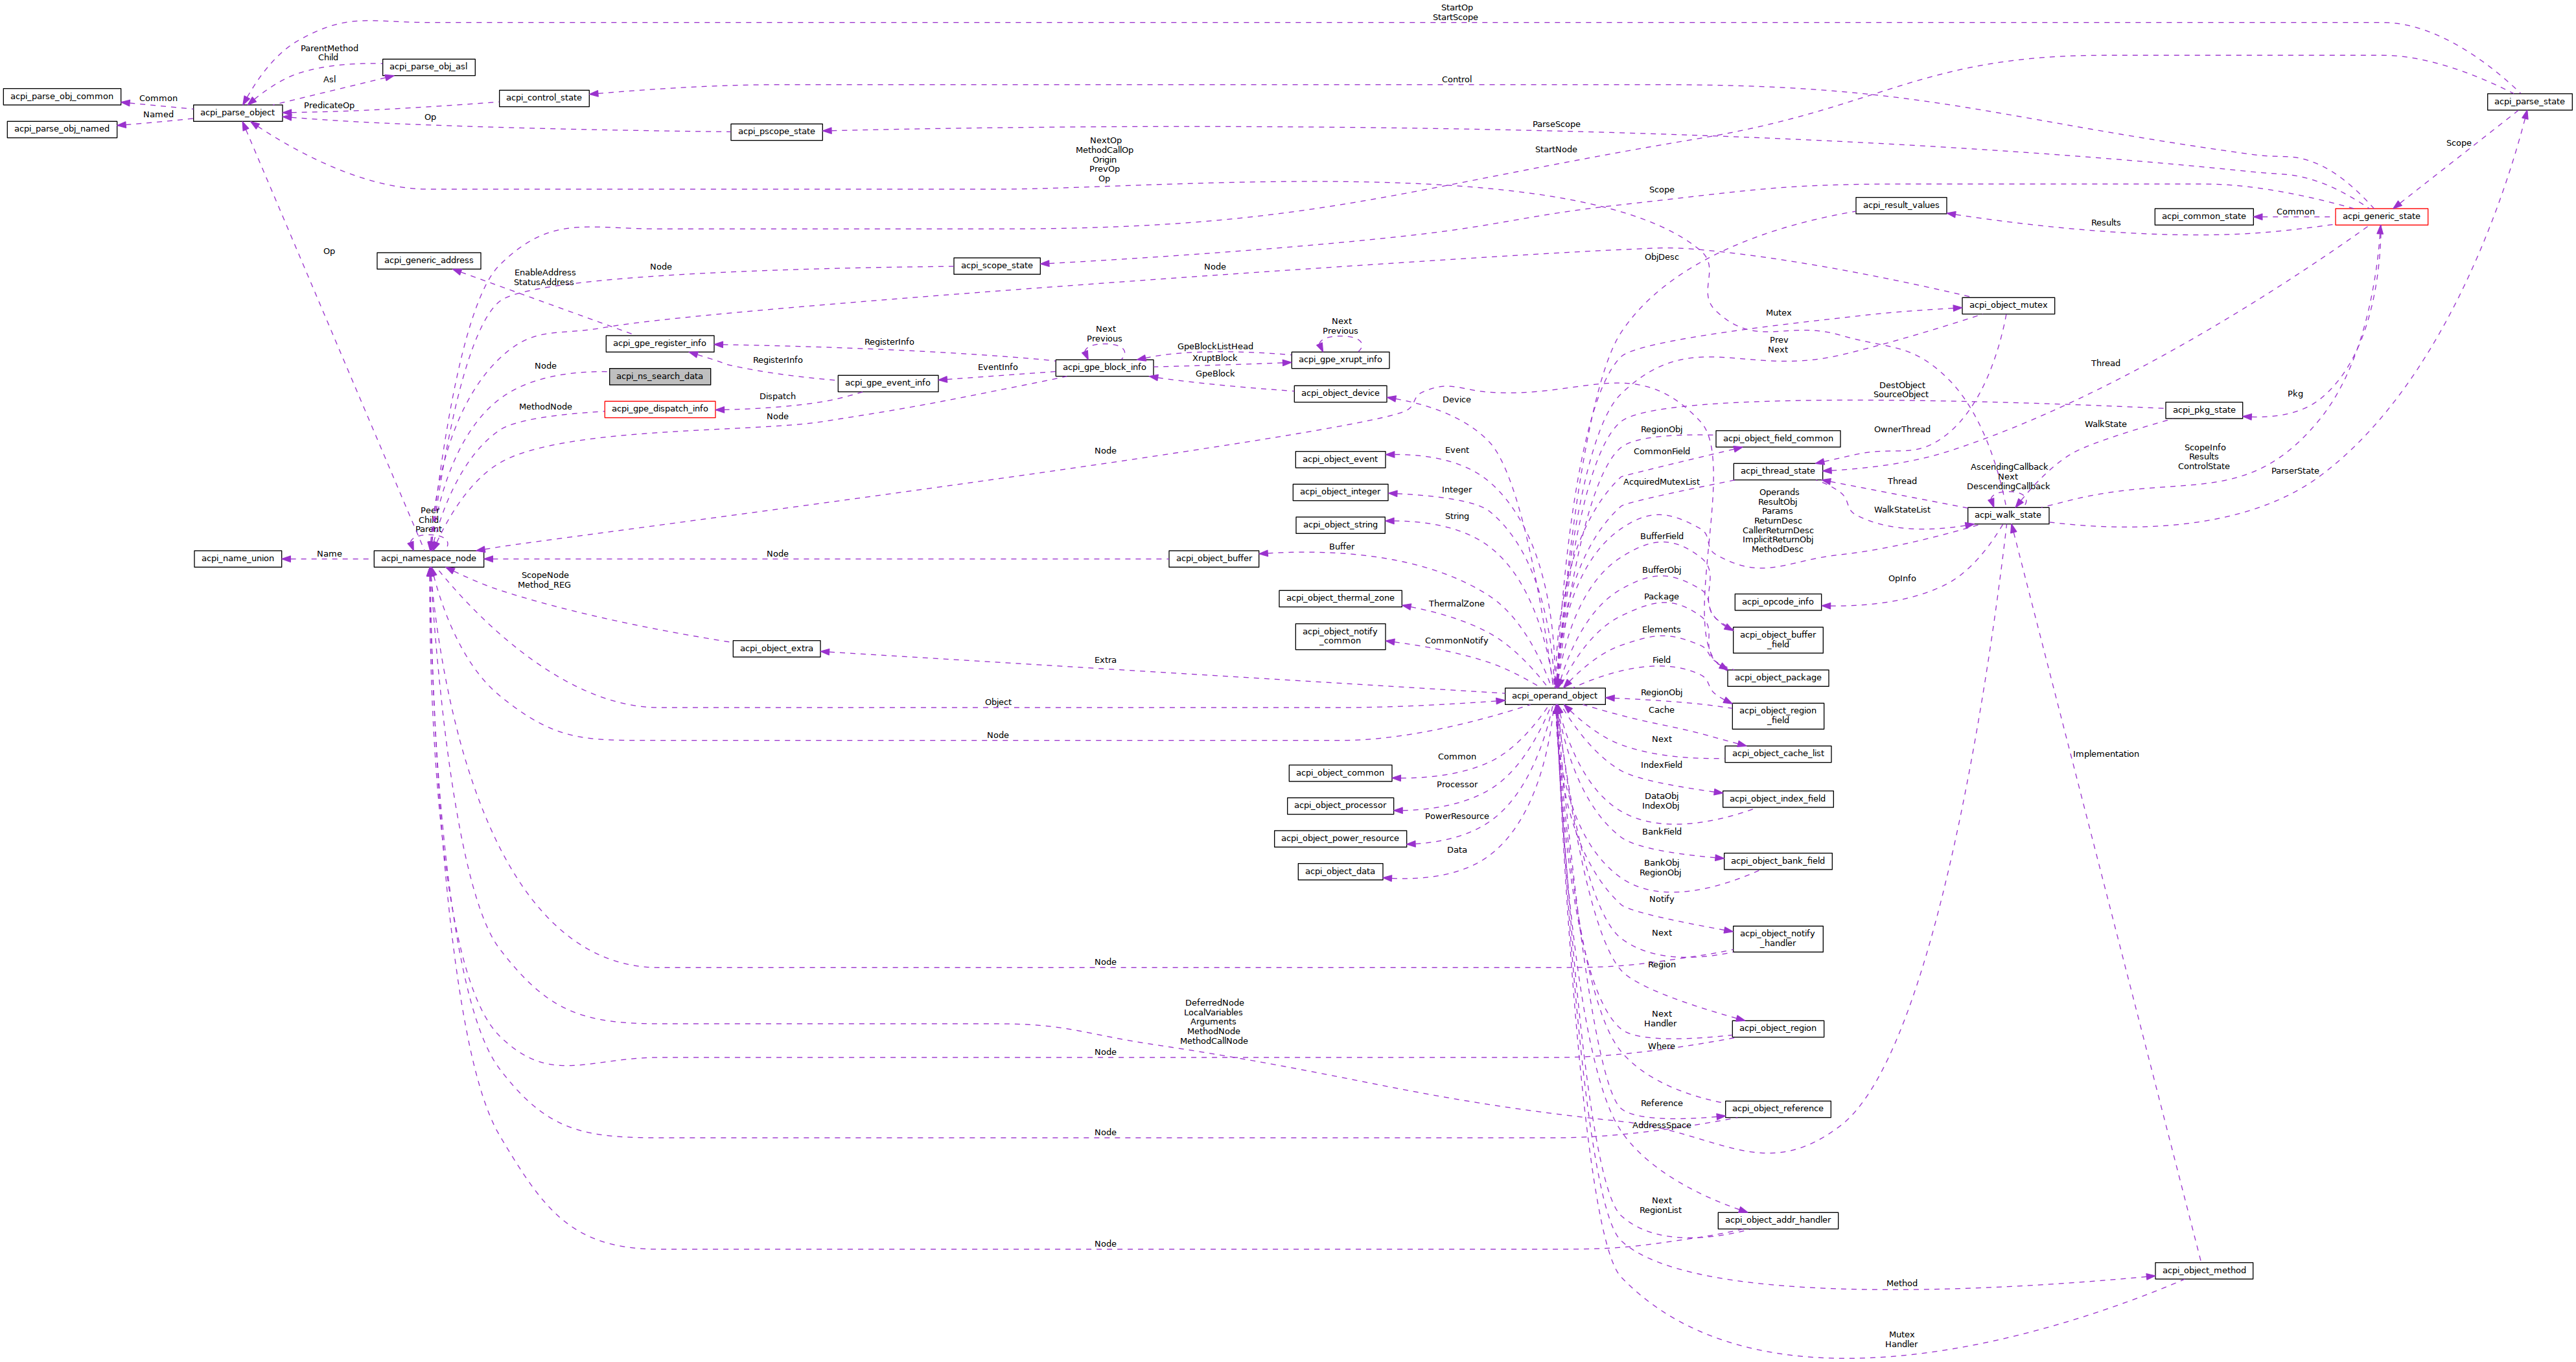 StartOp
StartScope
ParentMethod
Child
acpi_parse_obj_asl
Asl
Control
acpi_parse_obj_common
Common
acpi_control_state
acpi_parse_state
PredicateOp
acpi_parse_object
Named
Op
acpi_parse_obj_named
acpi_pscope_state
ParseScope
NextOp
MethodCallOp
Origin
PrevOp
Op
StartNode
Scope
Scope
acpi_result_values
Results
acpi_common_state
Common
acpi_generic_state
Op
acpi_generic_address
EnableAddress
StatusAddress
Node
acpi_scope_state
Node
ObjDesc
acpi_object_mutex
Mutex
Prev
Next
acpi_gpe_register_info
RegisterInfo
RegisterInfo
Next
Previous
GpeBlockListHead
XruptBlock
GpeBlock
Next
Previous
acpi_gpe_xrupt_info
Thread
Node
acpi_ns_search_data
acpi_gpe_event_info
EventInfo
acpi_gpe_block_info
acpi_object_device
Device
DestObject
SourceObject
Pkg
MethodNode
acpi_gpe_dispatch_info
Dispatch
Node
acpi_pkg_state
WalkState
OwnerThread
RegionObj
acpi_object_field_common
CommonField
Node
acpi_object_event
Event
ScopeInfo
Results
ControlState
ParserState
acpi_thread_state
AcquiredMutexList
Thread
AscendingCallback
Next
DescendingCallback
acpi_object_integer
Integer
Operands
ResultObj
Params
ReturnDesc
CallerReturnDesc
ImplicitReturnObj
MethodDesc
WalkStateList
acpi_walk_state
acpi_object_string
String
Peer
Child
Parent
BufferField
acpi_name_union
Name
acpi_namespace_node
Node
acpi_object_buffer
Buffer
BufferObj
OpInfo
ScopeNode
Method_REG
acpi_object_thermal_zone
ThermalZone
Package
acpi_opcode_info
acpi_object_notify
_common
CommonNotify
Elements
acpi_object_buffer
_field
acpi_object_extra
Extra
Field
acpi_object_package
acpi_operand_object
RegionObj
acpi_object_region
_field
Object
Cache
Node
Next
acpi_object_cache_list
Implementation
acpi_object_common
Common
IndexField
acpi_object_processor
Processor
DataObj
IndexObj
acpi_object_index_field
acpi_object_power_resource
PowerResource
BankField
acpi_object_data
Data
BankObj
RegionObj
acpi_object_bank_field
Notify
Next
acpi_object_notify
_handler
Node
Region
DeferredNode
LocalVariables
Arguments
MethodNode
MethodCallNode
Next
Handler
acpi_object_region
Node
Where
Reference
acpi_object_reference
Node
AddressSpace
Next
RegionList
acpi_object_addr_handler
Node
acpi_object_method
Method
Mutex
Handler